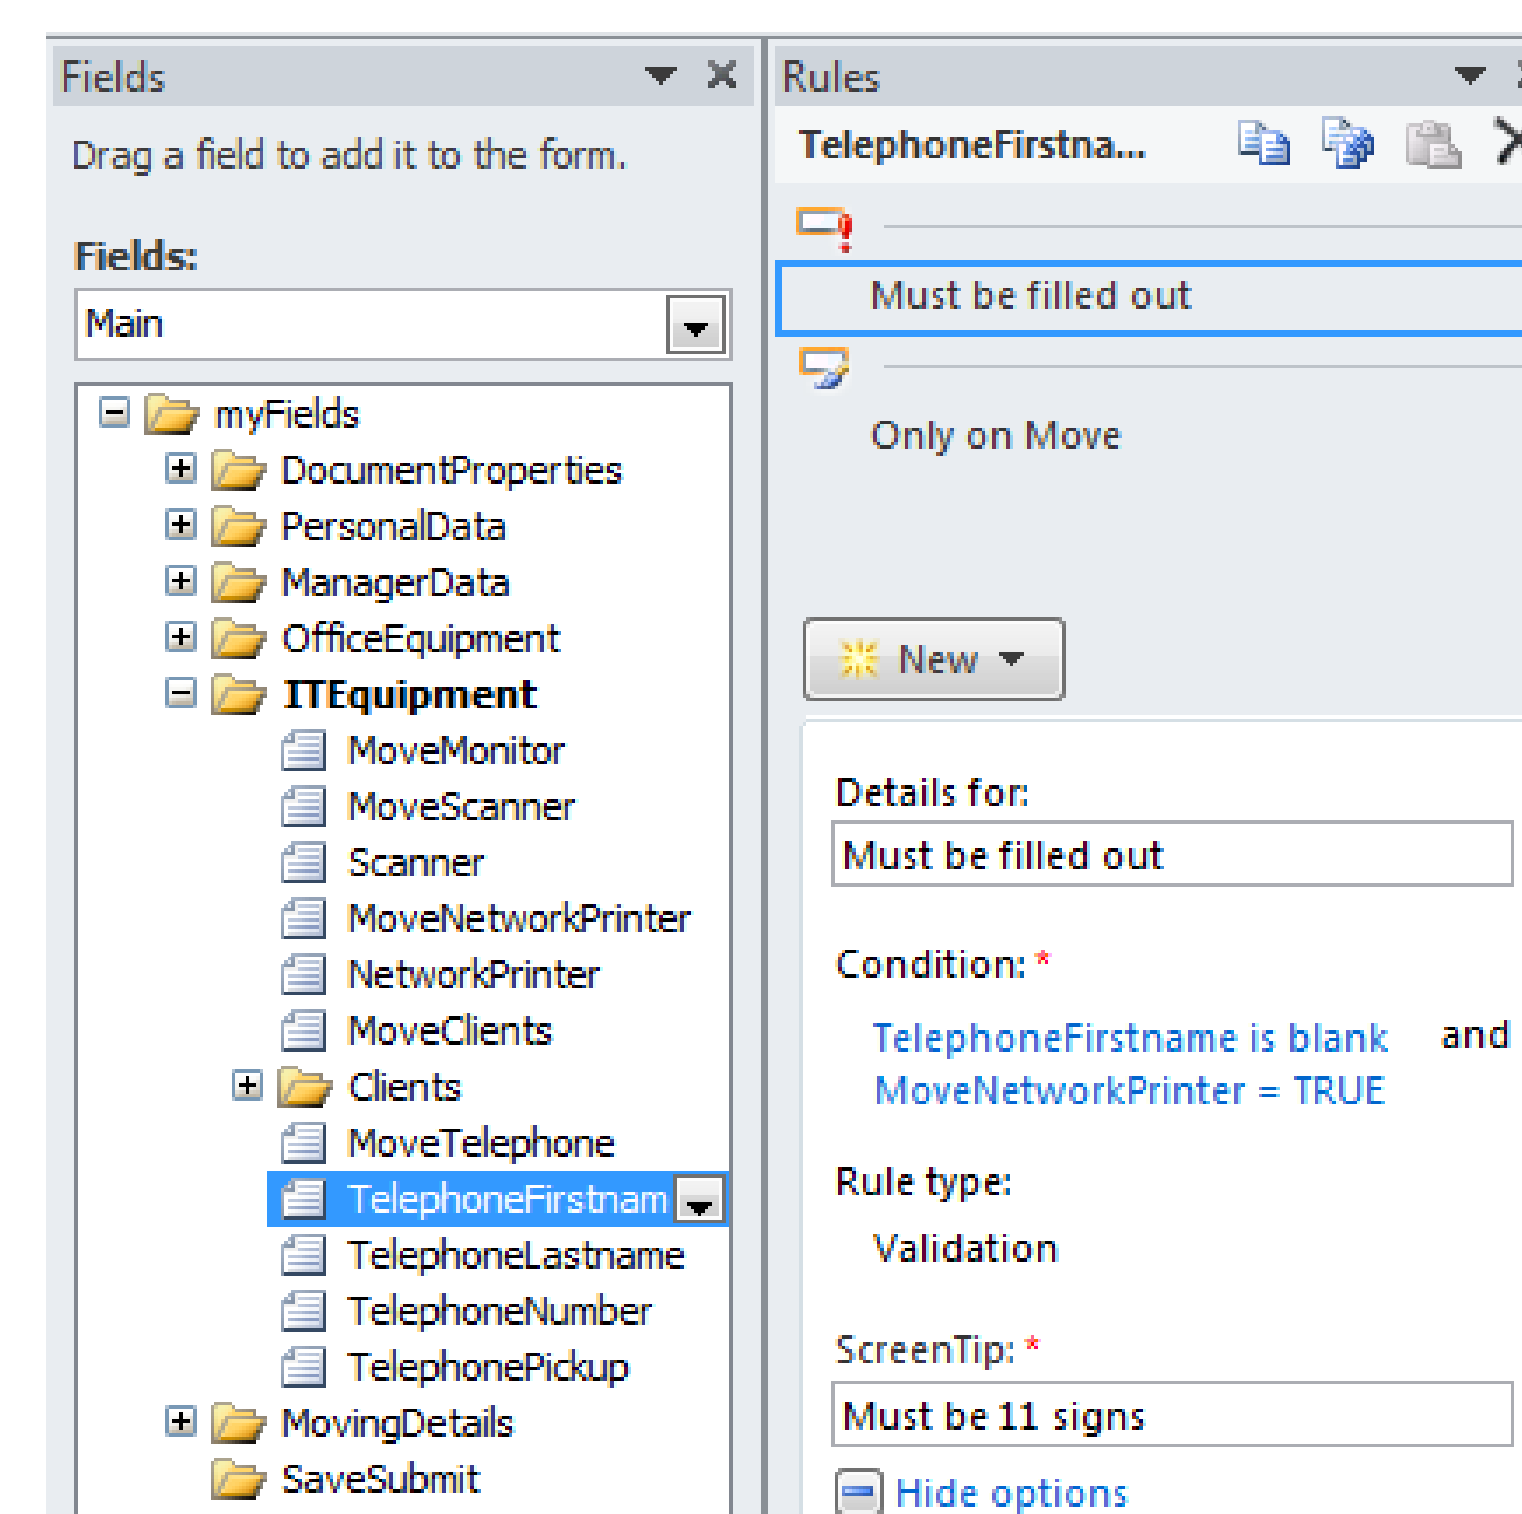 Fields
Drag a field to add it to the form.
Fields:
Main
myFields
DocumentProperties
PersonalData
ManagerData
OfficeEquipment
ITEquipment
MoveMonitor
MoveScanner
Scanner
MoveNetworkPrinter
NetworkPrinter
MoveClients
Clients
MoveTelephone
TelephoneFirstnam
TelephoneLastname
TelephoneNumber
TelephonePickup
MovingDetails
SaveSubmit
Rules
TelephoneFirstna...
Must be filled out
Only on Move
New
Details for:
Must be filled out
Condition: *
TelephoneFirstname is blank and
MoveNetworkPrinter = TRUE
Rule type:
Validation
ScreenTip: *
Must be 11 signs
Hide options